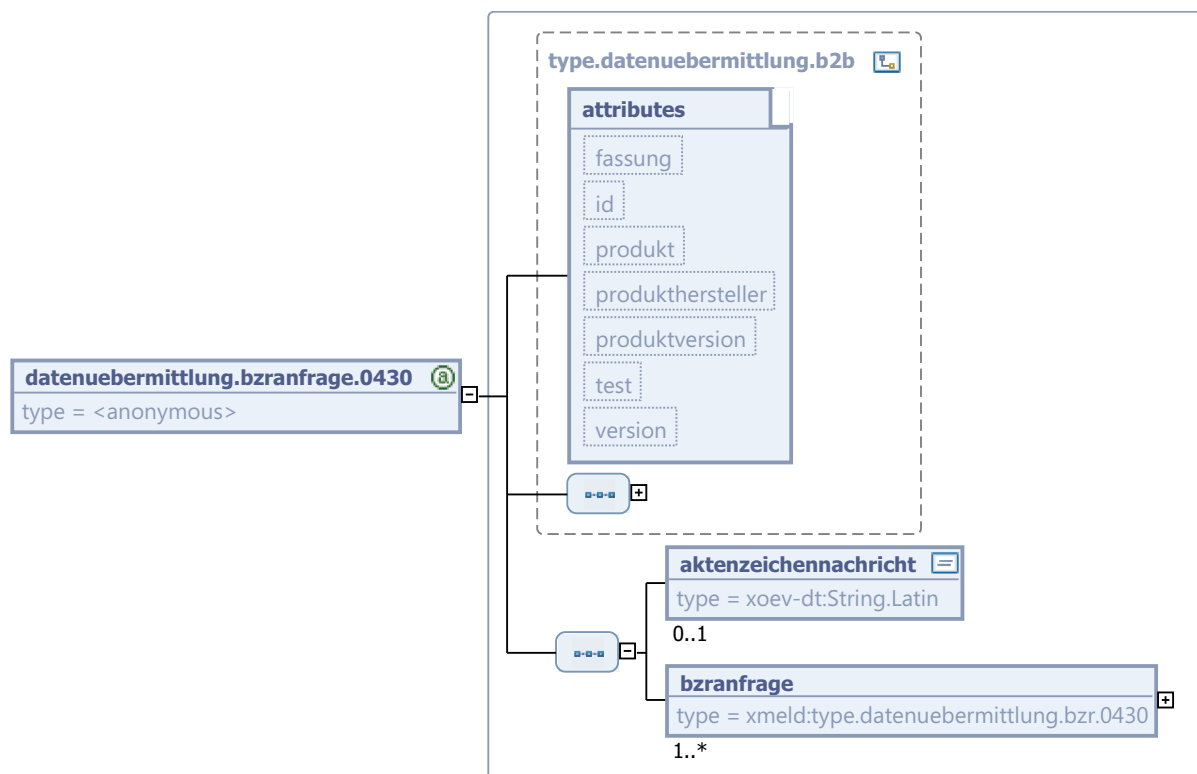 type.datenuebermittlung.b2b
attributes
fassung
id
produkt
produkthersteller
produktversion
test
version
datenuebermittlung.bzranfrage.0430 a
type = <anonymous>
aktenzeichennachricht
type = xoev-dt:String.Latin
0..1
bzranfrage
type = xmeld:type.datenuebermittlung.bzr.0430
1..*